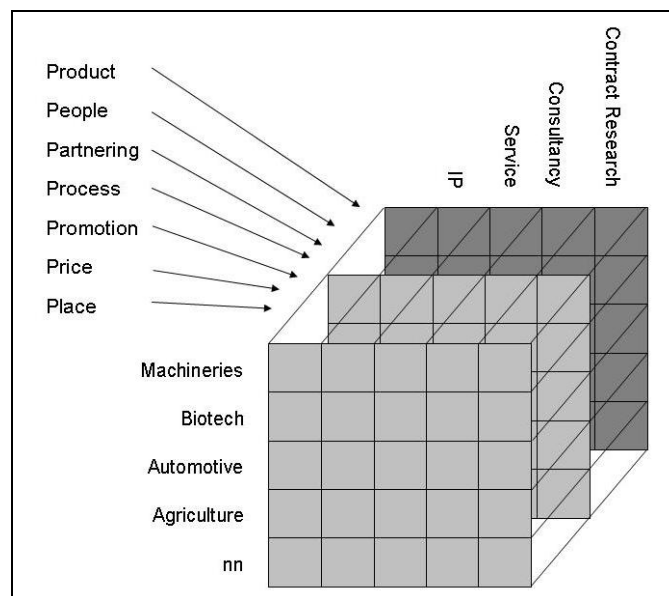 Product
People
Partnering
Process
Promotion
Price
Place
IP
Service
Consultancy
Contract Research
Machineries
Biotech
Automotive
Agriculture
nn